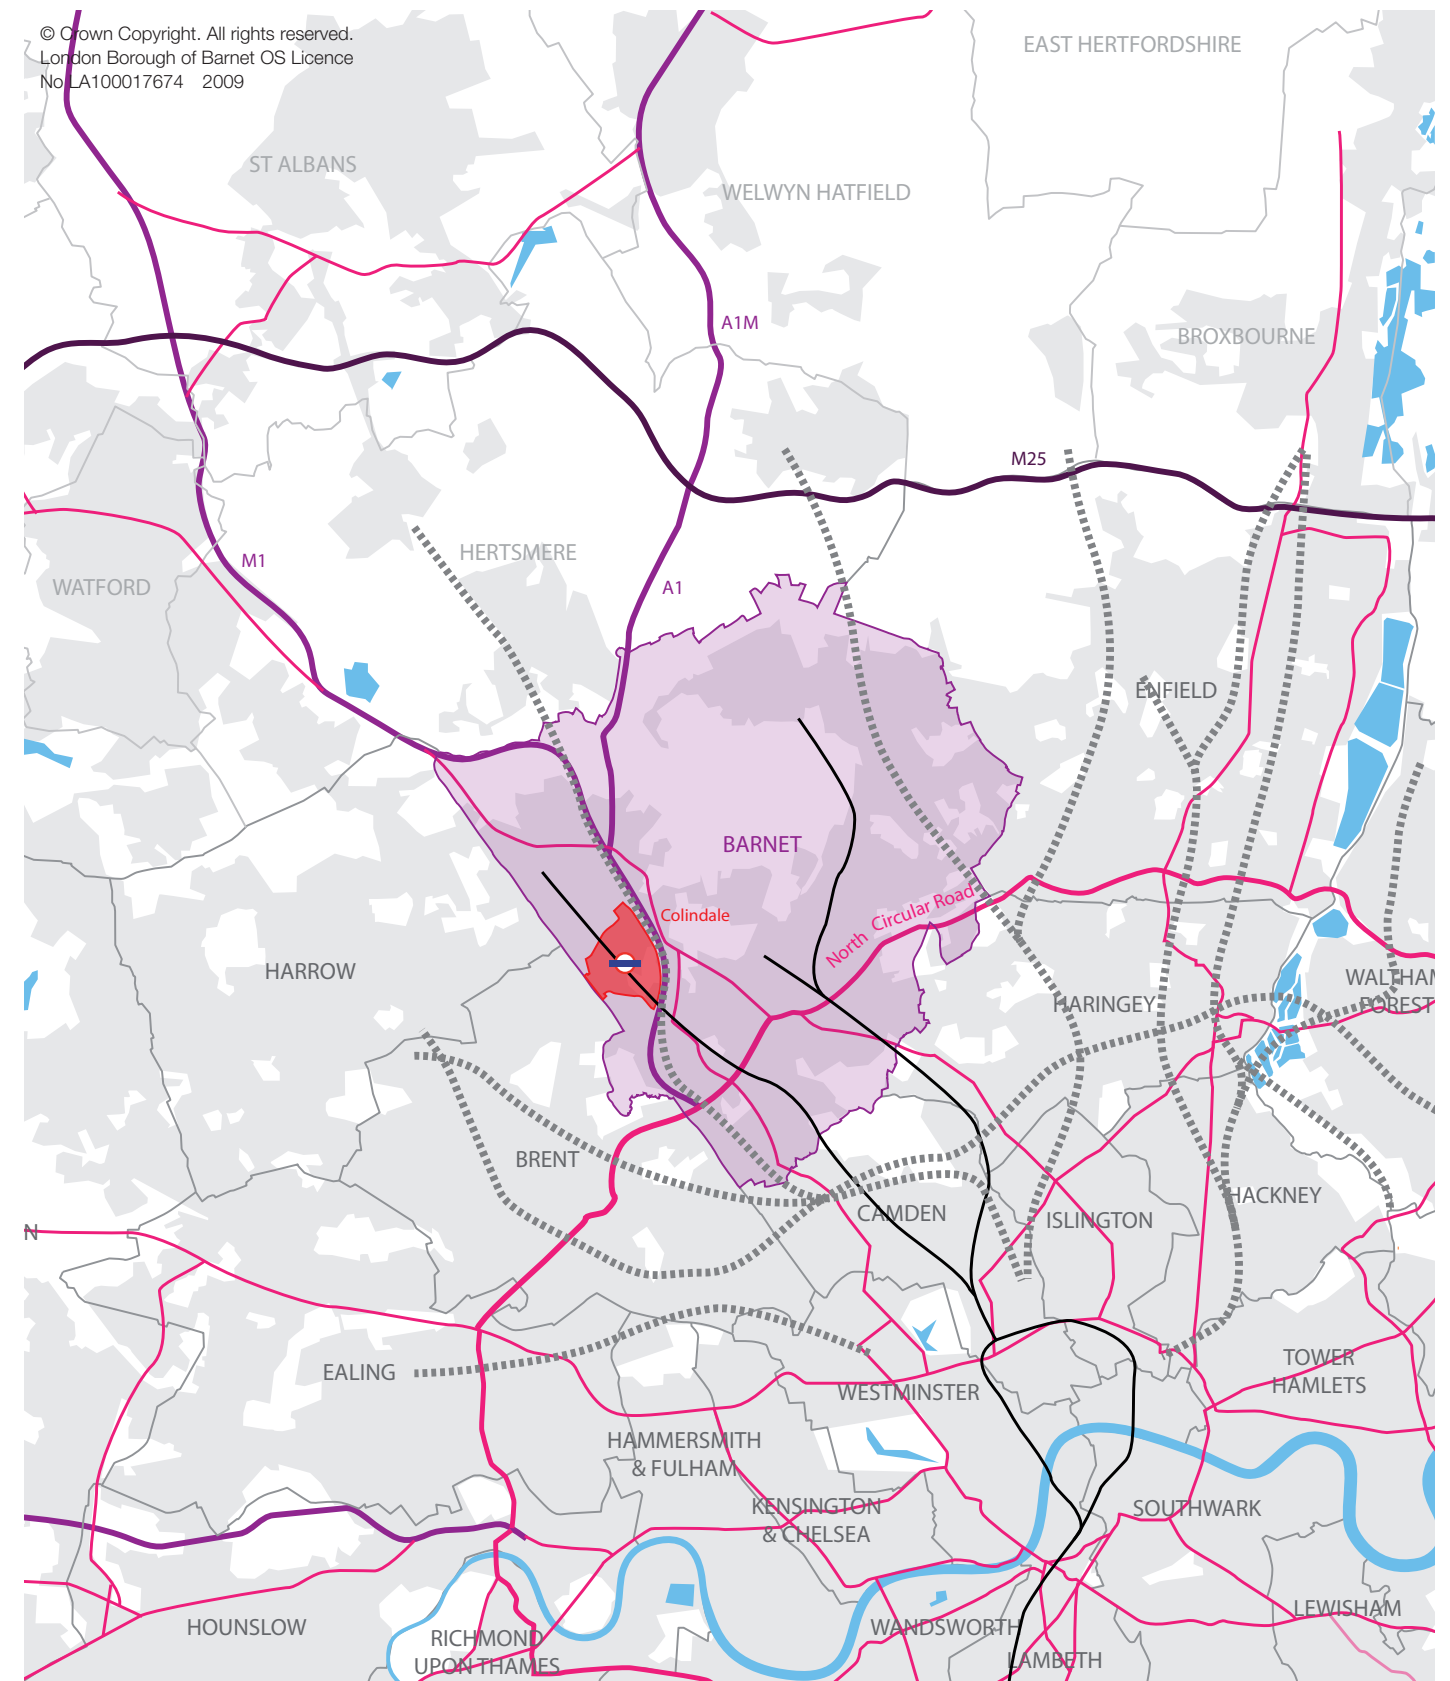 © Crown Copyright. All rights reserved.
London Borough of Barnet OS Licence
No LA100017674 2009
EAST HERTFORDSHIRE
ST ALBANS
WELWYN HATFIELD
A1M
BROXBOURNE
M25
HERTSMERE
M1
WATFORD
A1
ENFIELD
BARNET
Colindale
North Circular Road
HARROW
HARINGEY
WALTHAM
FOREST
BRENT
HACKNEY
CAMDEN
ISLINGTON
N
EALING
TOWER
HAMLETS
WESTMINSTER
HAMMERSMITH
& FULHAM
KENSINGTON
& CHELSEA
SOUTHWARK
LEWISHAM
HOUNSLOW
WANDSWORTH
RICHMOND
UPON THAMES
LAMBETH